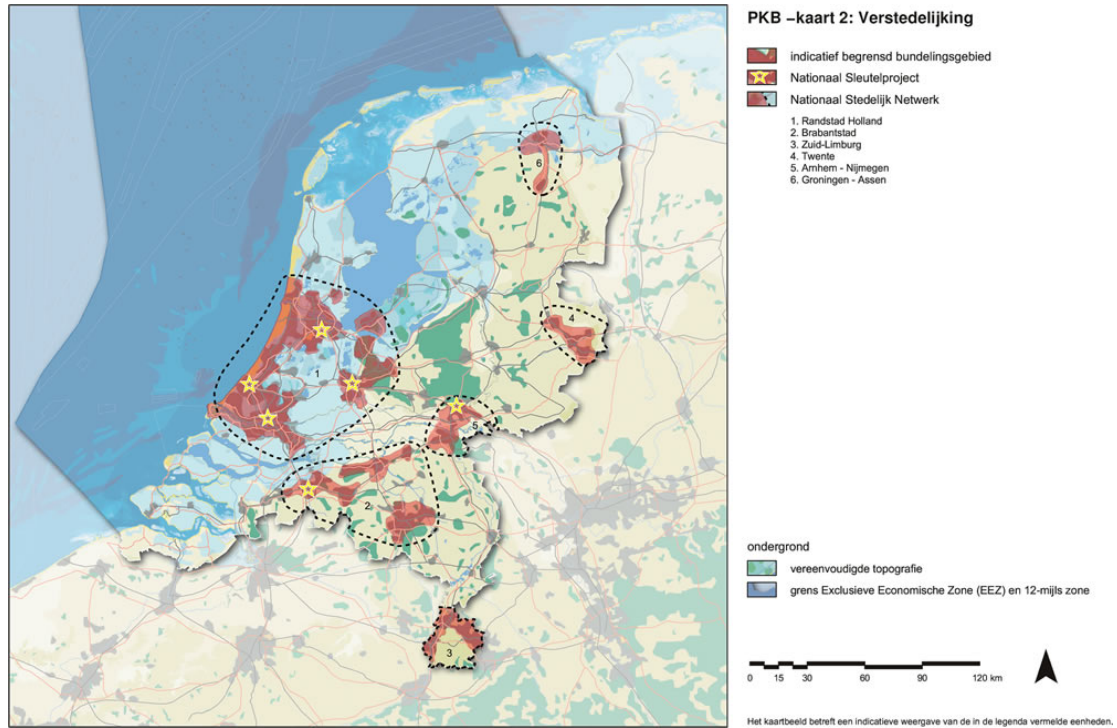 PKB –kaart 2: Verstedelijking
indicatief begrensd bundelingsgebied
Nationaal Sleutelproject
Nationaal Stedelijk Netwerk
1. Randstad Holland
2. Brabantstad
3. Zuid-Limburg
4. Twente
5. Arnhem - Nijmegen
6. Groningen - Assen
6
4
1
5
2
3
ondergrond
vereenvoudigde topografie
grens Exclusieve Economische Zone (EEZ) en 12-mijls zone
0 15 30 60 90 120 km
Het kaartbeeld betreft een indicatieve weergave van de in de legenda vermelde eenheden.